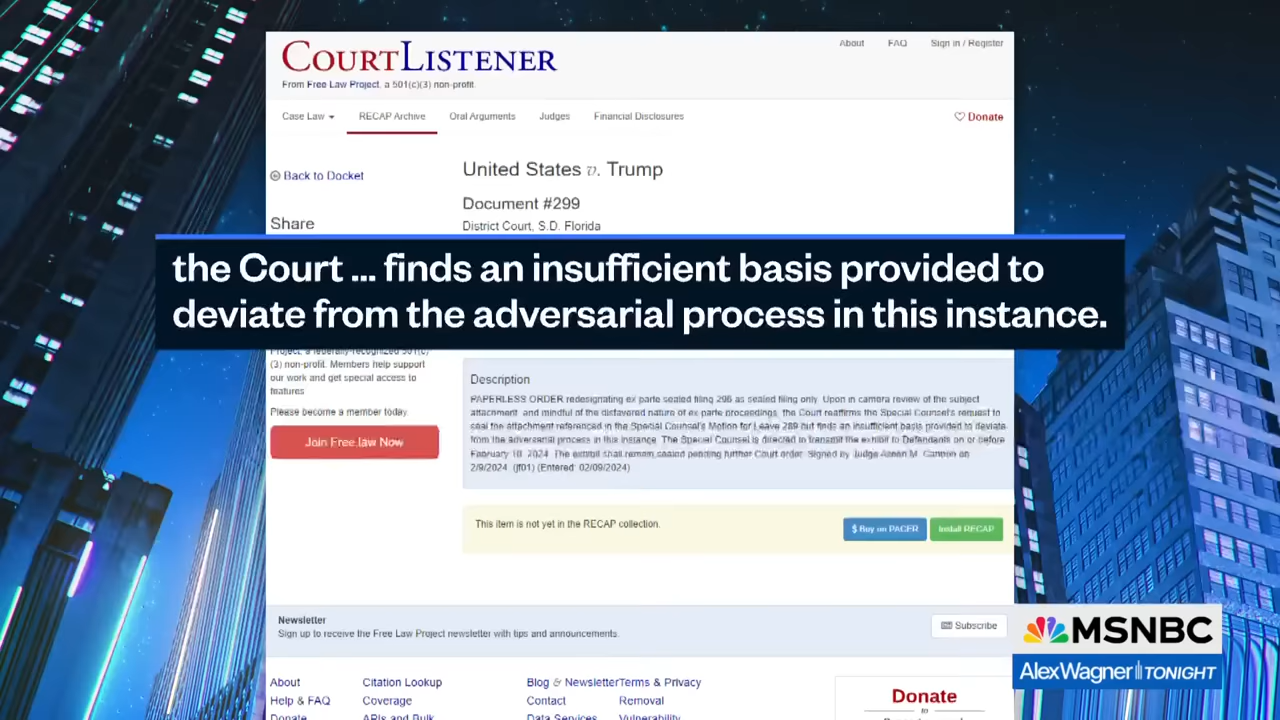 COURTLISTENER
About FAQ Sign in / Register
From Free Law Project, a 501(c)(3) non-profit.
Case Law RECAP Archive Oral Arguments Judges Financial Disclosures
Donate
Back to Docket
United States v. Trump
Document #299
District Court, S.D. Florida
Share
the Court ... finds an insufficient basis provided to
deviate from the adversarial process in this instance.
Project, a federally-recognized 501(c)
(3) non-profit. Members help support
our work and get special access to
features
Please become a member today.
Join Free.law Now
Description
PAPERLESS ORDER redesignating ex parte sealed filing 296 as sealed filing only. Upon in camera review of the subject
attachment, and mindful of the disfavored nature of ex parte proceedings, the Court reaffirms the Special Counsel's request to
seal the attachment referenced in the Special Counsel's Motion for Leave 289 but finds an insufficient basis provided to deviate
from the adversarial process in this instance. The Special Counsel is directed to transmit the exhibit to Defendants on or before
February 10, 2024. The exhibit shall remain sealed pending further Court order. Signed by Judge Aileen M. Cannon on
2/9/2024. (jf01) (Entered: 02/09/2024)
This item is not yet in the RECAP collection.
$ Buy on PACER
Install RECAP
Newsletter
Sign up to receive the Free Law Project newsletter with tips and announcements.
Subscribe
MSNBC
AlexWagner TONIGHT
About Citation Lookup Blog & Newsletter Terms & Privacy
Help & FAQ Coverage Contact Removal
Donate APIs and Bulk Data Services Vulnerability
Donate
to